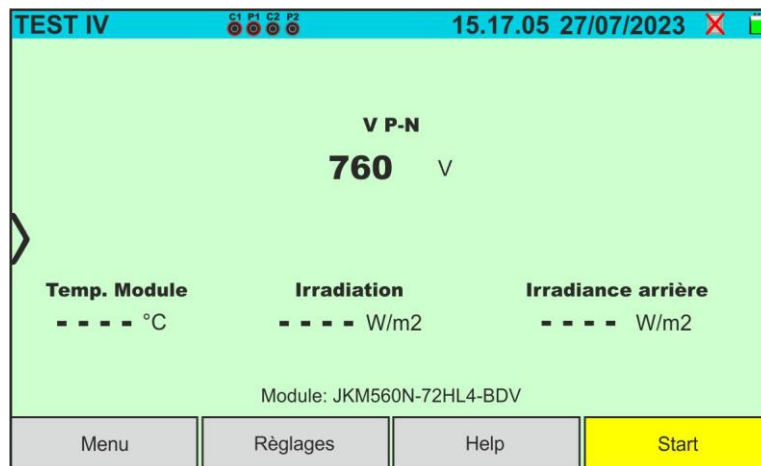 TEST IV C1 P1 C2 P2 15.17.05 27/07/2023
V P-N
760 V
Temp. Module Irradiation Irradiance arrière
- - - - °C - - - - W/m2 - - - - W/m2
Module: JKM560N-72HL4-BDV
Menu Règlages Help Start